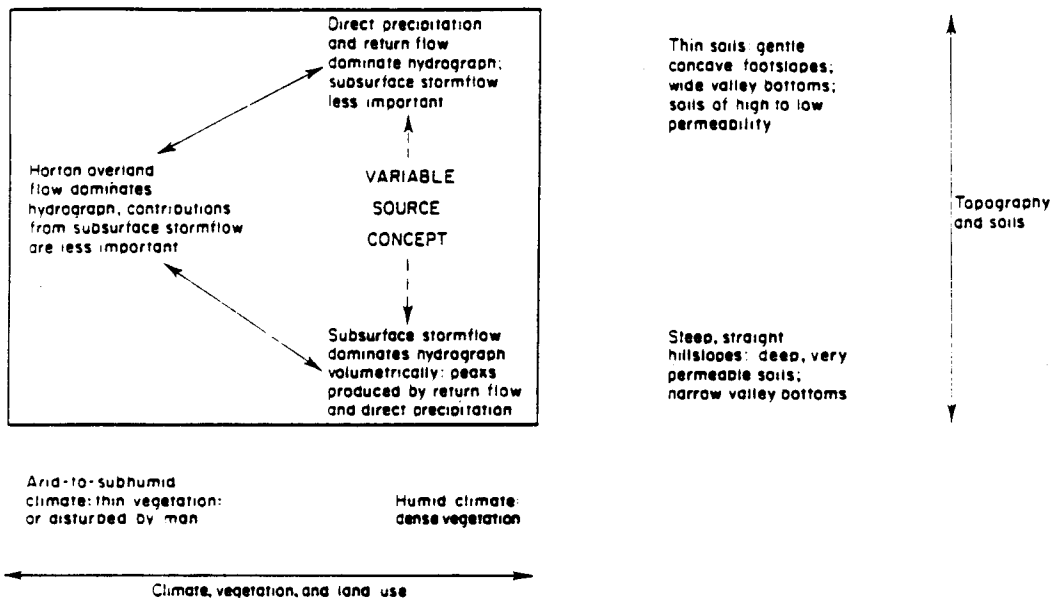 Direct precipitation
and return flow
dominate hydrograph;
subsurface stormflow
less important
Thin soils: gentle
concave footslopes;
wide valley bottoms;
soils of high to low
permeability
Horton overland
flow dominates
hydrograph, contributions
from subsurface stormflow
are less important
VARIABLE
SOURCE
CONCEPT
Topography
and soils
Subsurface stormflow
dominates hydrograph
volumetrically: peaks
produced by return flow
and direct precipitation
Steep, straight
hillslopes: deep, very
permeable soils;
narrow valley bottoms
Arid-to-subhumid
climate: thin vegetation:
or disturbed by man
Humid climate:
dense vegetation
Climate, vegetation, and land use